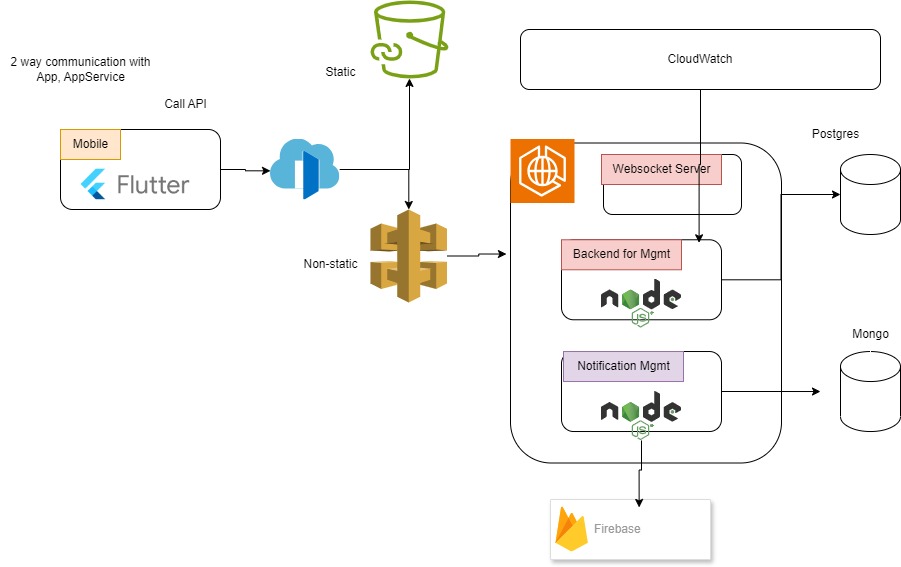 2 way communication with
App, AppService
Static
Call API
Mobile
Flutter
CloudWatch
Postgres
Websocket Server
Non-static
Backend for Mgmt
node
JS
Mongo
Notification Mgmt
node
JS
Firebase